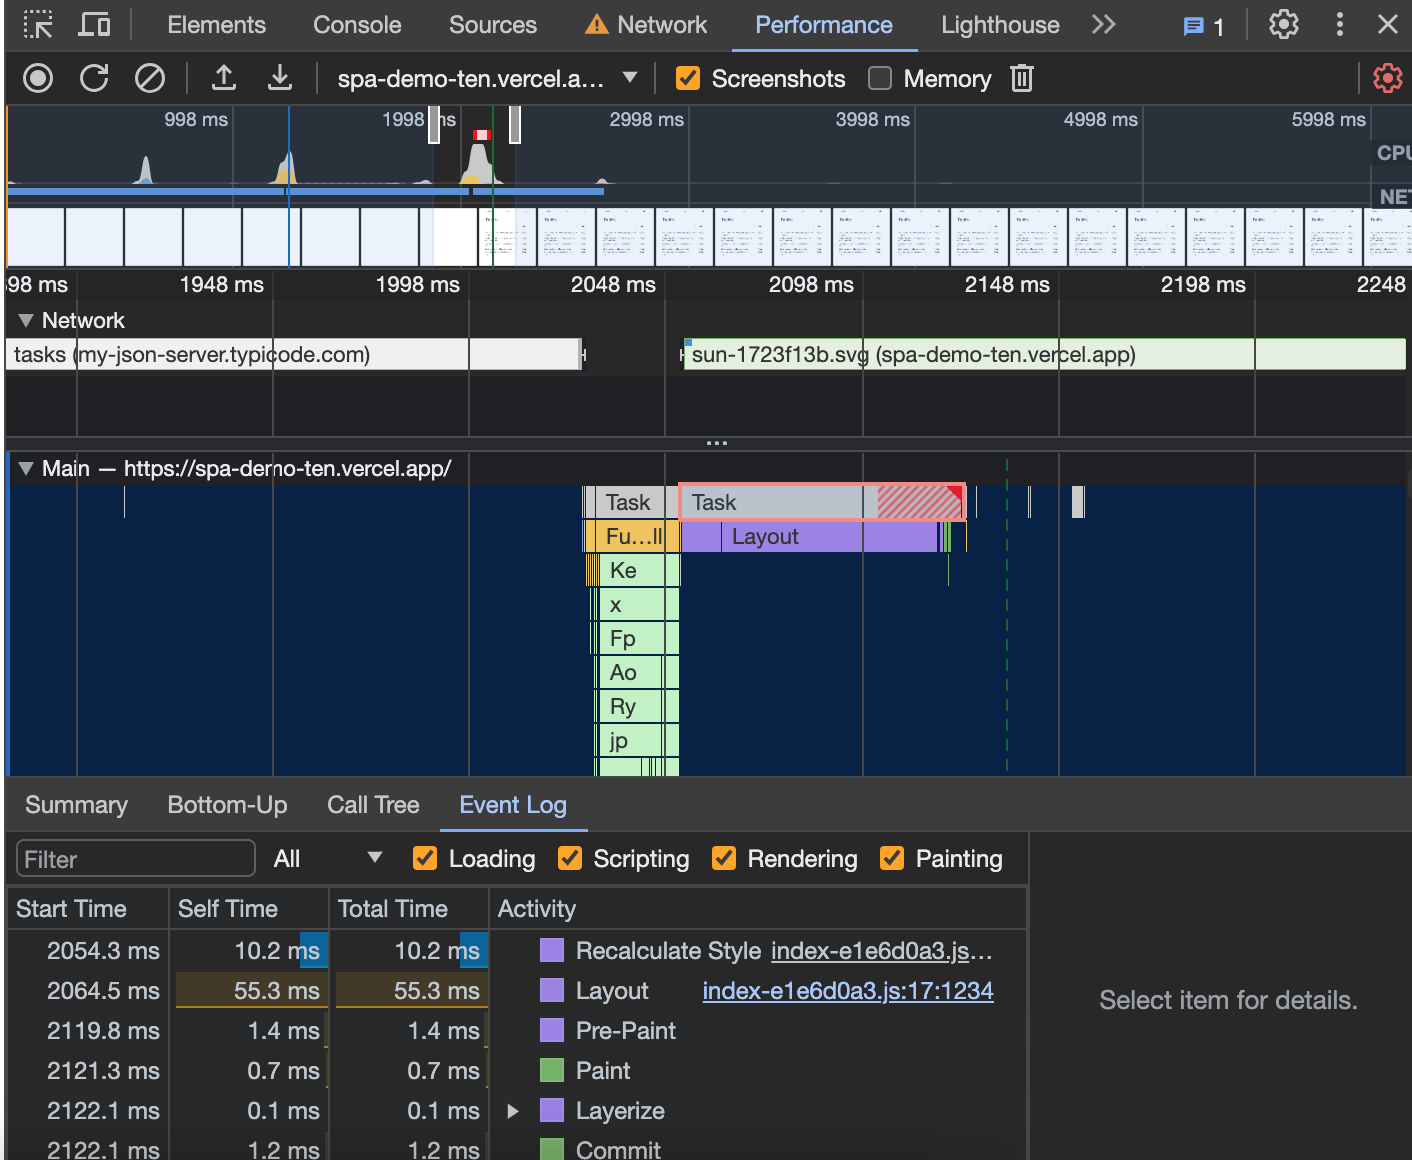 Elements Console Sources Network Performance Lighthouse 1
spa-demo-ten.vercel.a... Screenshots Memory
998 ms 1998 ms 2998 ms 3998 ms 4998 ms 5998 ms
CPU
NET
98 ms 1948 ms 1998 ms 2048 ms 2098 ms 2148 ms 2198 ms 2248
Network
tasks (my-json-server.typicode.com) sun-1723f13b.svg (spa-demo-ten.vercel.app)
Main — https://spa-demo-ten.vercel.app/
Task Task
Fu...ll Layout
Ke
x
Fp
Ao
Ry
jp
Summary Bottom-Up Call Tree Event Log
Filter All Loading Scripting Rendering Painting
Start Time Self Time Total Time Activity
2054.3 ms 10.2 ms 10.2 ms Recalculate Style index-e1e6d0a3.js...
2064.5 ms 55.3 ms 55.3 ms Layout index-e1e6d0a3.js:17:1234
Select item for details.
2119.8 ms 1.4 ms 1.4 ms Pre-Paint
2121.3 ms 0.7 ms 0.7 ms Paint
2122.1 ms 0.1 ms 0.1 ms Layerize
2122.1 ms 1.2 ms 1.2 ms Commit